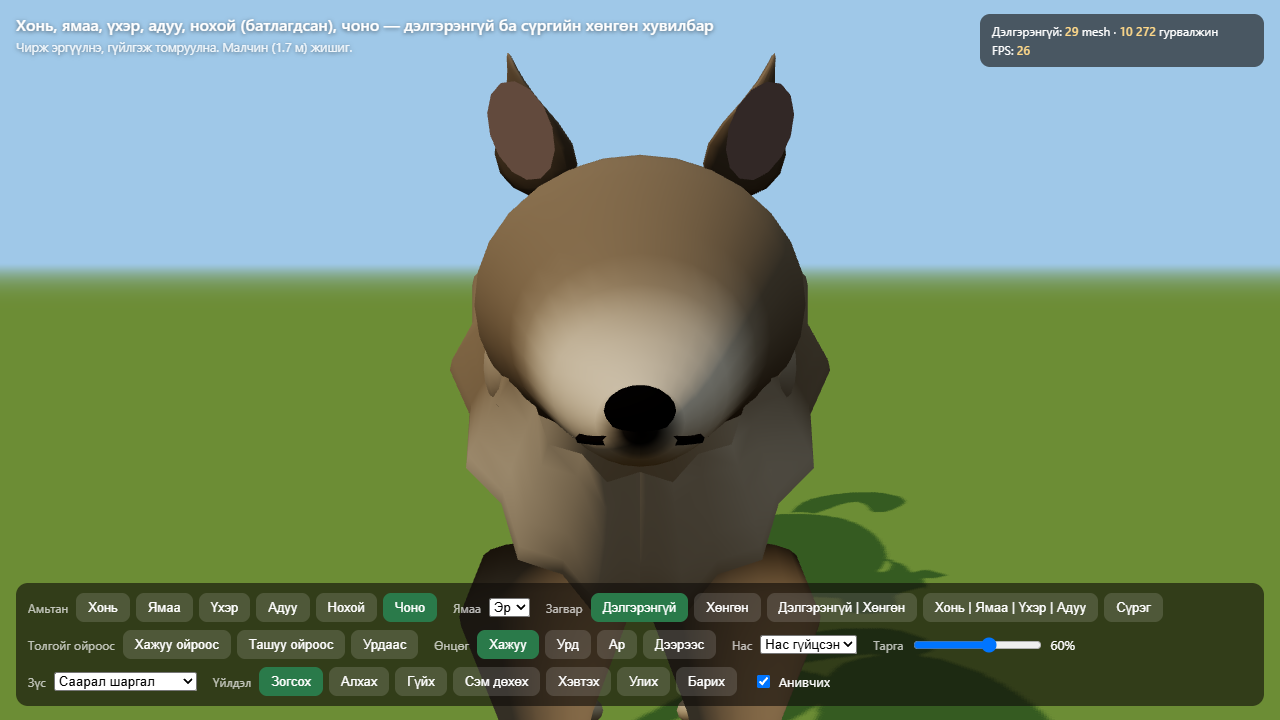 Хонь, ямаа, үхэр, адуу, нохой (батлагдсан), чоно — дэлгэрэнгүй ба сүргийн хөнгөн хувилбар
Чирж эргүүлнэ, гүйлгэж томруулна. Малчин (1.7 м) жишиг.
Дэлгэрэнгүй: 29 mesh · 10 272 гурвалжин
FPS: 26
Амьтан Хонь Ямаа Үхэр Адуу Нохой Чоно Ямаа Эр Загвар Дэлгэрэнгүй Хөнгөн Дэлгэрэнгүй | Хөнгөн Хонь | Ямаа | Үхэр | Адуу Сүрэг
Толгойг ойроос Хажуу ойроос Ташуу ойроос Урдаас Өнцөг Хажуу Урд Ар Дээрээс Нас Нас гүйцсэн Тарга 60%
Зүс Саарал шаргал Үйлдэл Зогсох Алхах Гүйх Сэм дөхөх Хэвтэх Улих Барих Анивчих